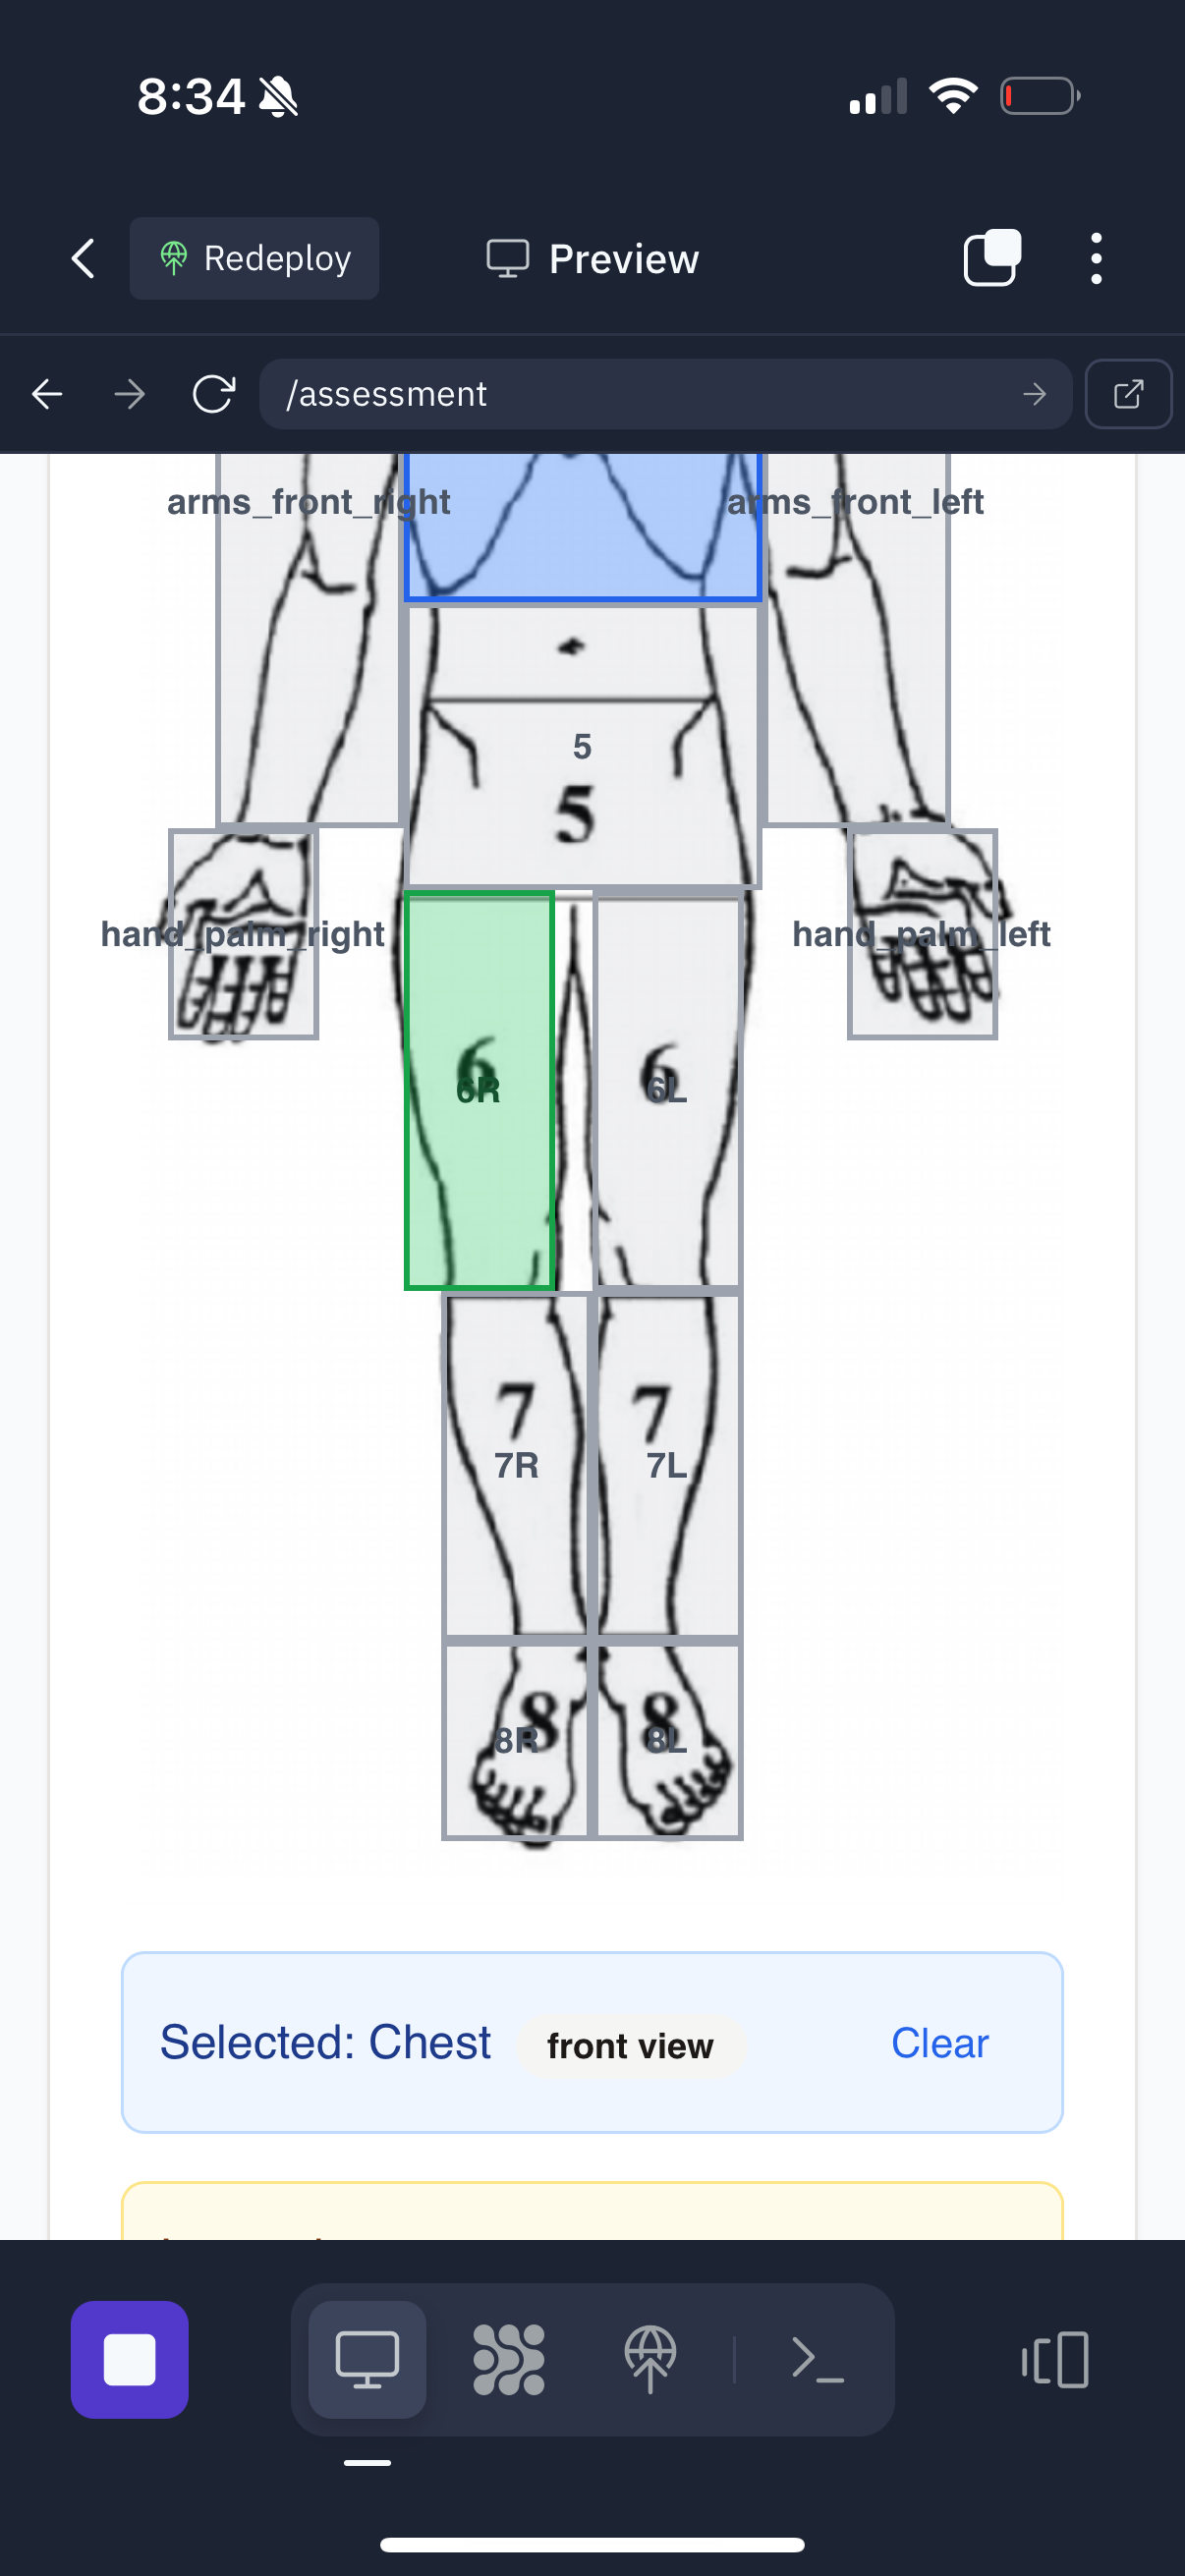 8:34
Redeploy
Preview
/assessment
arms_front_right
arms_front_left
5
5
hand_palm_right
hand_palm_left
6
6
6R
6L
7
7
7R
7L
8
8
8R
8L
Selected: Chest
front view
Clear